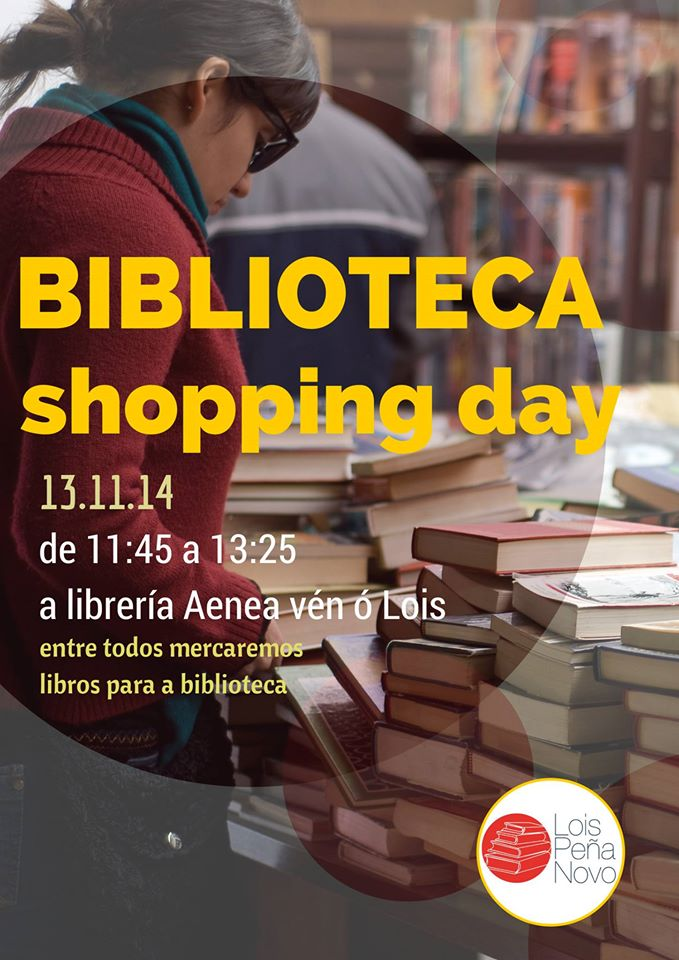 BIBLIOTECA
shopping day
13.11.14
de 11:45 a 13:25
a librería Aenea vén ó Lois
entre todos mercaremos
libros para a biblioteca
Lois
Peña
Novo